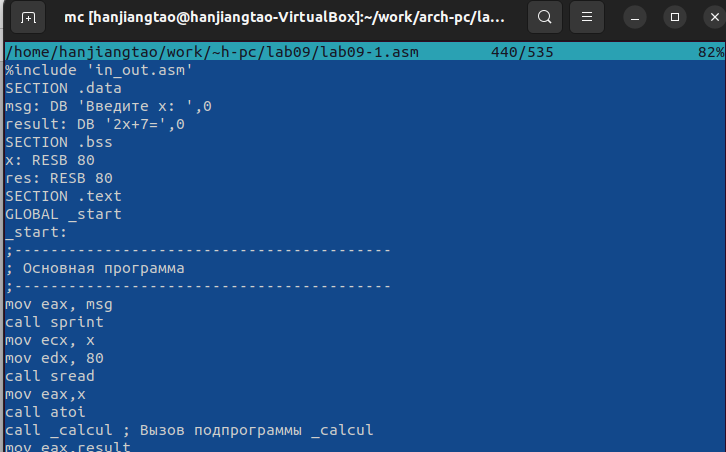 mc [hanjiangtao@hanjiangtao-VirtualBox]:~/work/arch-pc/la...
/home/hanjiangtao/work/~h-pc/lab09/lab09-1.asm 440/535 82%
%include 'in_out.asm'
SECTION .data
msg: DB 'Введите x: ',0
result: DB '2x+7=',0
SECTION .bss
x: RESB 80
res: RESB 80
SECTION .text
GLOBAL _start
_start:
;------------------------------------------
; Основная программа
;------------------------------------------
mov eax, msg
call sprint
mov ecx, x
mov edx, 80
call sread
mov eax,x
call atoi
call _calcul ; Вызов подпрограммы _calcul
mov eax,result